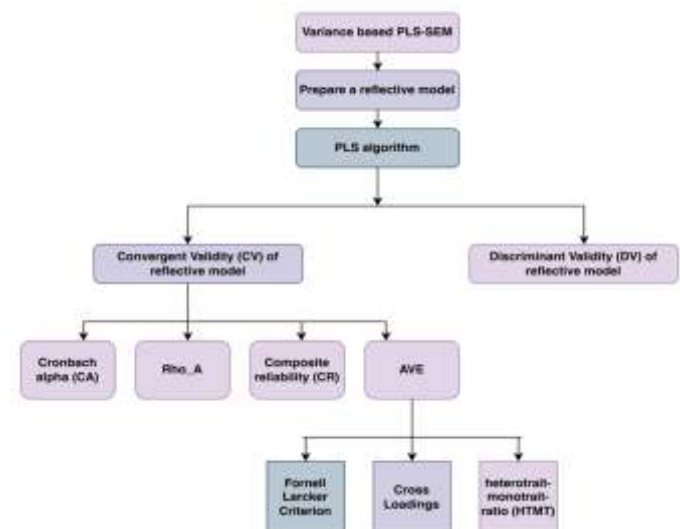 Variance based PLS-SEM
Prepare a reflective model
PLS algorithm
Convergent Validity (CV) of
reflective model
Discriminant Validity (DV) of
reflective model
Cronbach
alpha (CA)
Rho_A
Composite
reliability (CR)
AVE
Fornell
Larcker
Criterion
Cross
Loadings
heterotrait-
monotrait-
ratio (HTMT)